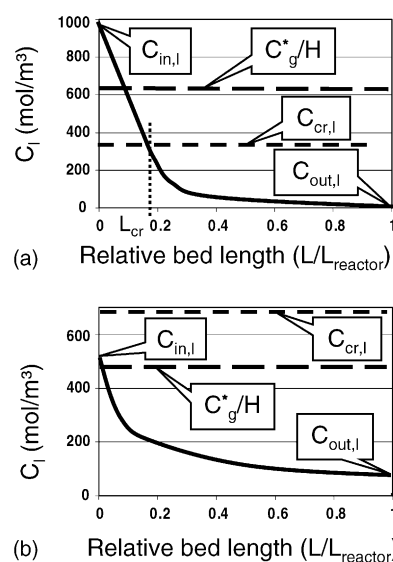 (a)
C_l (mol/m³)
1000
800
600
400
200
0
C_in,l
C*_g/H
C_cr,l
C_out,l
L_cr
0 0.2 0.4 0.6 0.8 1
Relative bed length (L/L_reactor)
(b)
C_l (mol/m³)
600
400
200
0
C_in,l
C_cr,l
C*_g/H
C_out,l
0 0.2 0.4 0.6 0.8 1
Relative bed length (L/L_reactor)